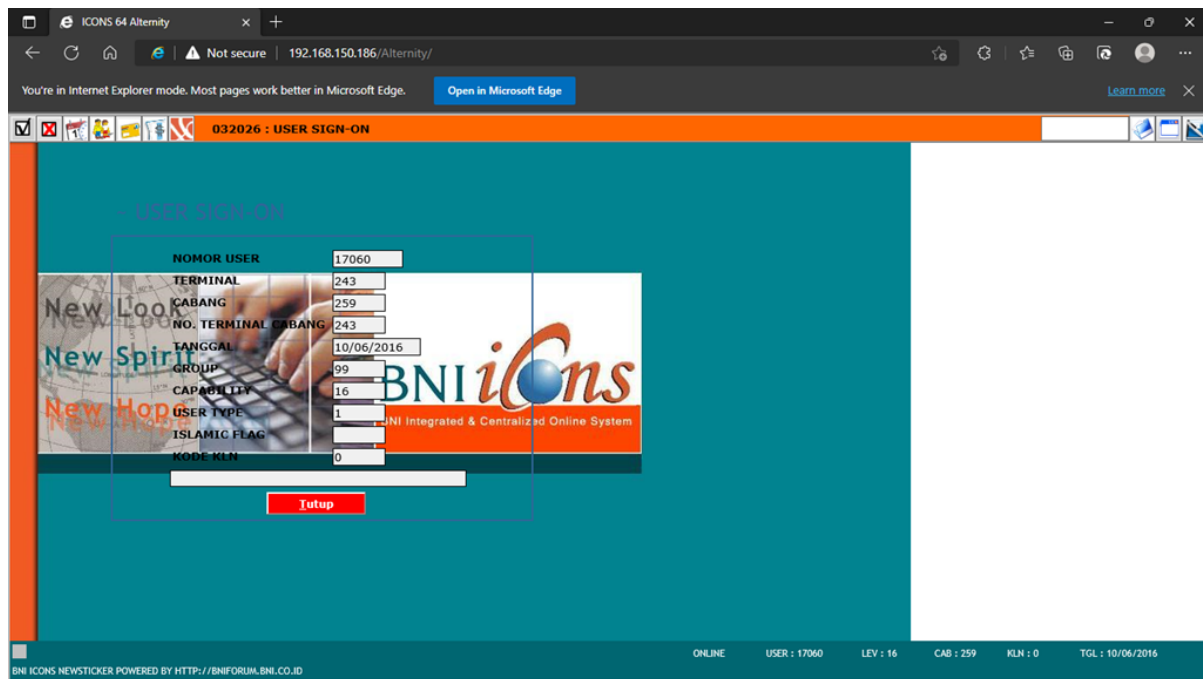 ICONS 64 Alternity
Not secure | 192.168.150.186/Alternity/
You're in Internet Explorer mode. Most pages work better in Microsoft Edge.
Open in Microsoft Edge
Learn more
032026 : USER SIGN-ON
- USER SIGN-ON
NOMOR USER 17060
TERMINAL 243
CABANG 259
NO. TERMINAL CABANG 243
TANGGAL 10/06/2016
GROUP 99
CAPABILITY 16
USER TYPE 1
ISLAMIC FLAG
KODE KLN 0
Tutup
New Look
New Spirit
New Hope
BNI icons
BNI Integrated & Centralized Online System
ONLINE USER : 17060 LEV : 16 CAB : 259 KLN : 0 TGL : 10/06/2016
BNI ICONS NEWSTICKER POWERED BY HTTP://BNIFORUM.BNI.CO.ID